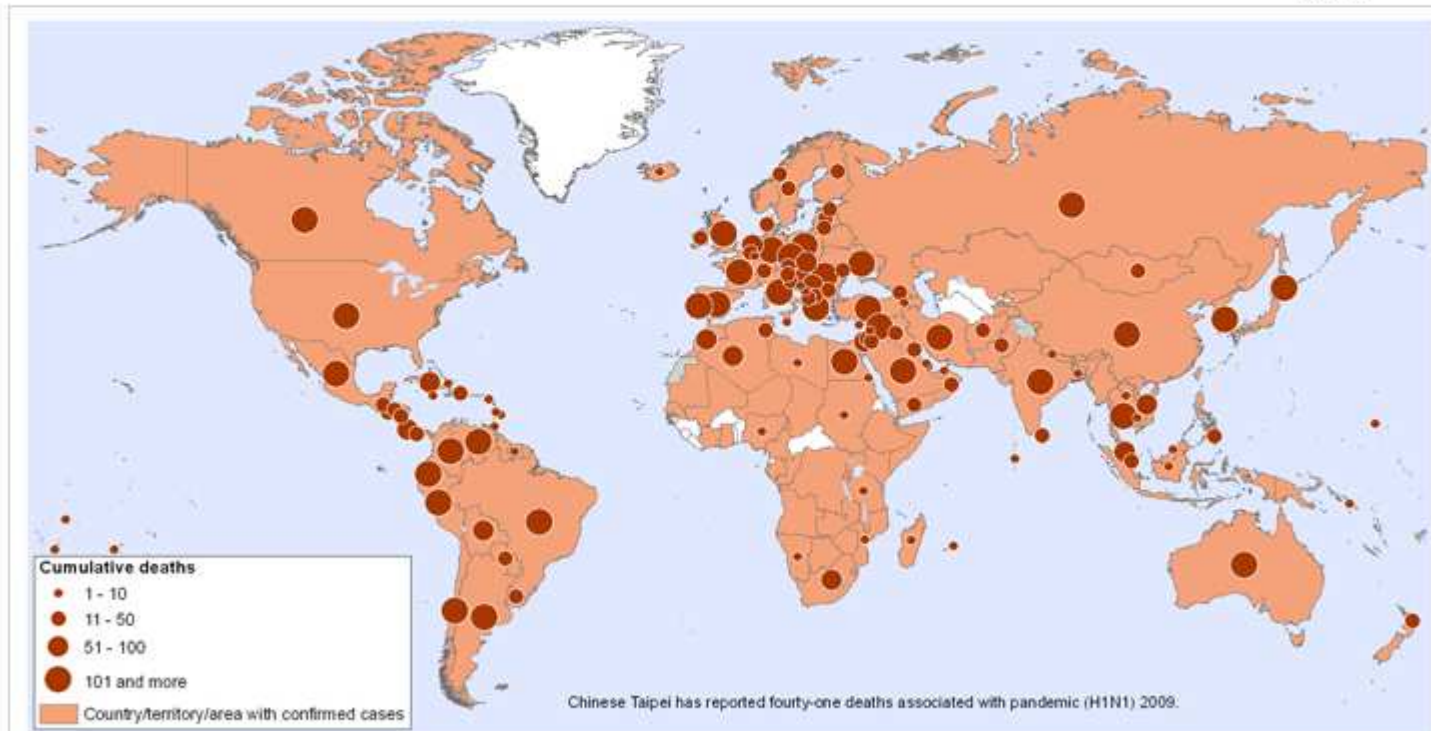 Cumulative deaths
1 - 10
11 - 50
51 - 100
101 and more
Country/territory/area with confirmed cases
Chinese Taipei has reported fourty-one deaths associated with pandemic (H1N1) 2009.